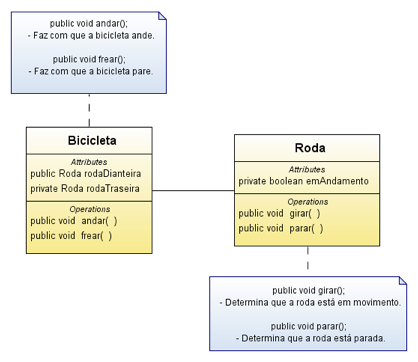 public void andar();
- Faz com que a bicicleta ande.
public void frear();
- Faz com que a bicicleta pare.
Bicicleta
Attributes
public Roda rodaDianteira
private Roda rodaTraseira
Operations
public void andar( )
public void frear( )
Roda
Attributes
private boolean emAndamento
Operations
public void girar( )
public void parar( )
public void girar();
- Determina que a roda está em movimento.
public void parar();
- Determina que a roda está parada.